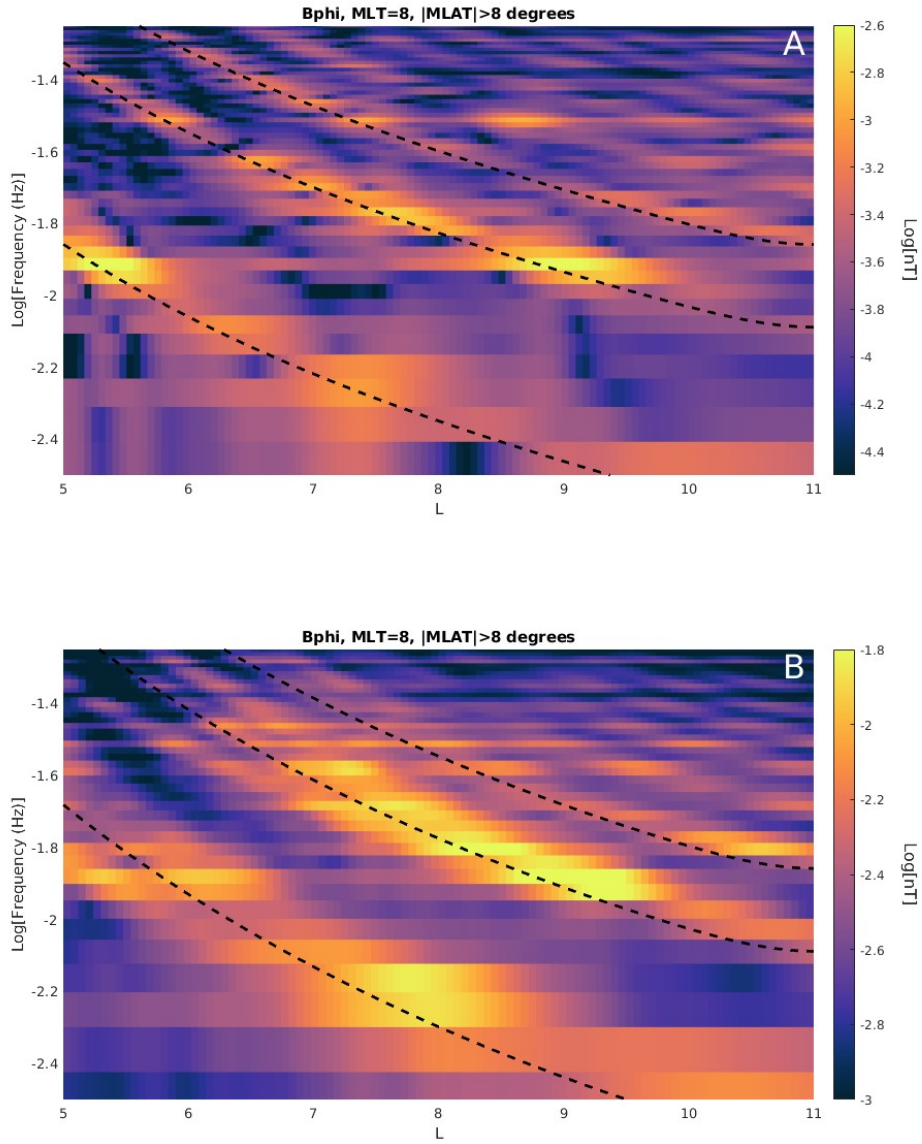 Bphi, MLT=8, |MLAT|>8 degrees
A
Log[Frequency (Hz)]
-1.4
-1.6
-1.8
-2
-2.2
-2.4
5 6 7 8 9 10 11
L
-2.6
-2.8
-3
-3.2
-3.4
-3.6
-3.8
-4
-4.2
-4.4
Log[nT]
Bphi, MLT=8, |MLAT|>8 degrees
B
Log[Frequency (Hz)]
-1.4
-1.6
-1.8
-2
-2.2
-2.4
5 6 7 8 9 10 11
L
-1.8
-2
-2.2
-2.4
-2.6
-2.8
-3
Log[nT]